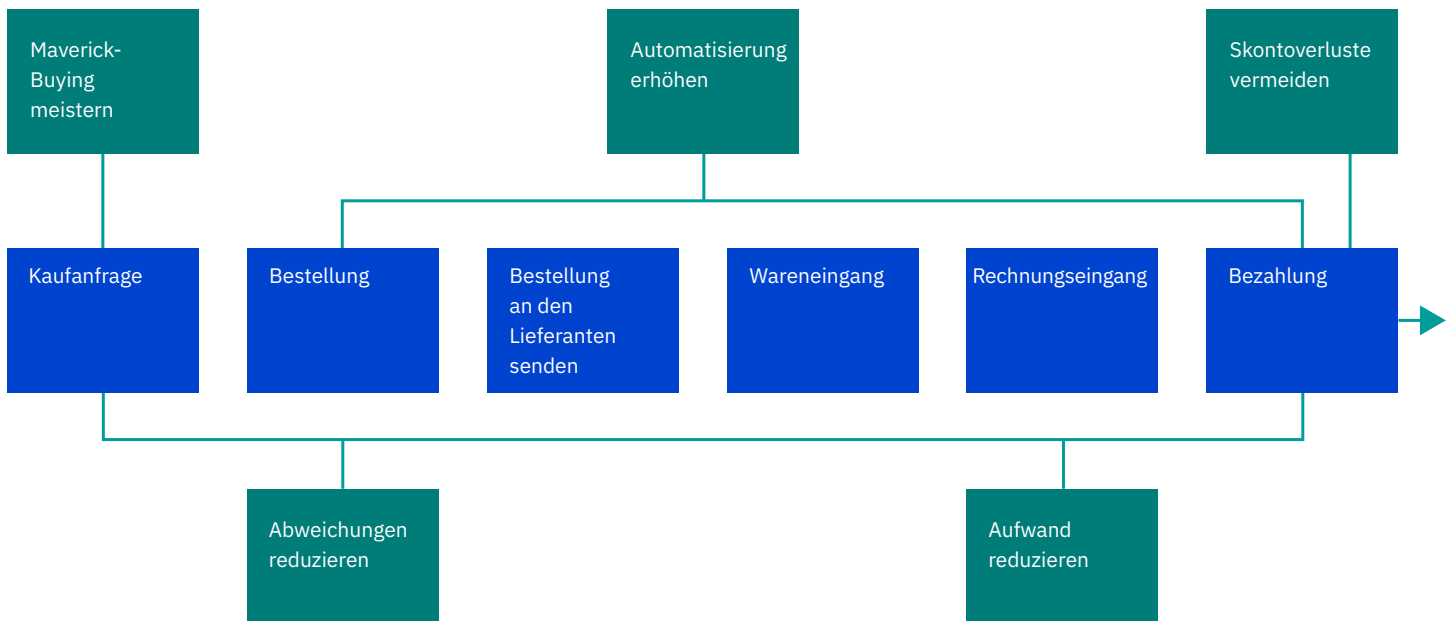 Maverick-
Buying
meistern
Automatisierung
erhöhen
Skontoverluste
vermeiden
Kaufanfrage
Bestellung
Bestellung
an den
Lieferanten
senden
Wareneingang
Rechnungseingang
Bezahlung
Abweichungen
reduzieren
Aufwand
reduzieren